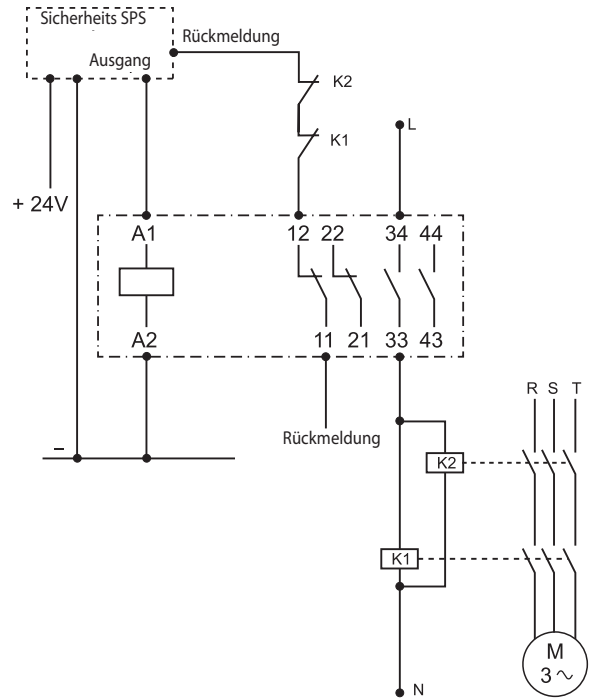 Sicherheits SPS
Rückmeldung
Ausgang
K2
K1
L
+ 24V
A1
12 22
34 44
A2
11 21
33 43
R S T
–
Rückmeldung
K2
K1
M
3 ~
N